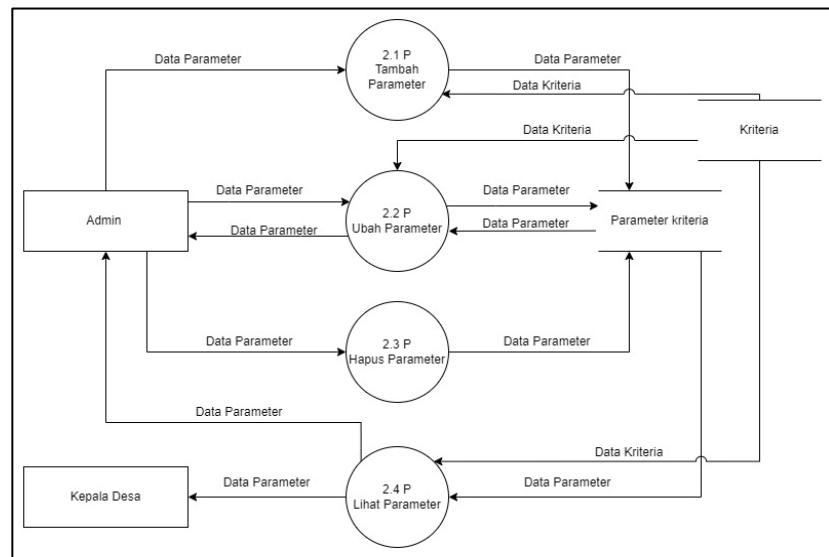 2.1 P
Tambah
Parameter
Data Parameter
Data Parameter
Data Kriteria
Kriteria
Data Kriteria
Admin
Data Parameter
Data Parameter
2.2 P
Ubah Parameter
Data Parameter
Data Parameter
Parameter kriteria
Data Parameter
2.3 P
Hapus Parameter
Data Parameter
Data Parameter
Data Kriteria
Kepala Desa
Data Parameter
2.4 P
Lihat Parameter
Data Parameter